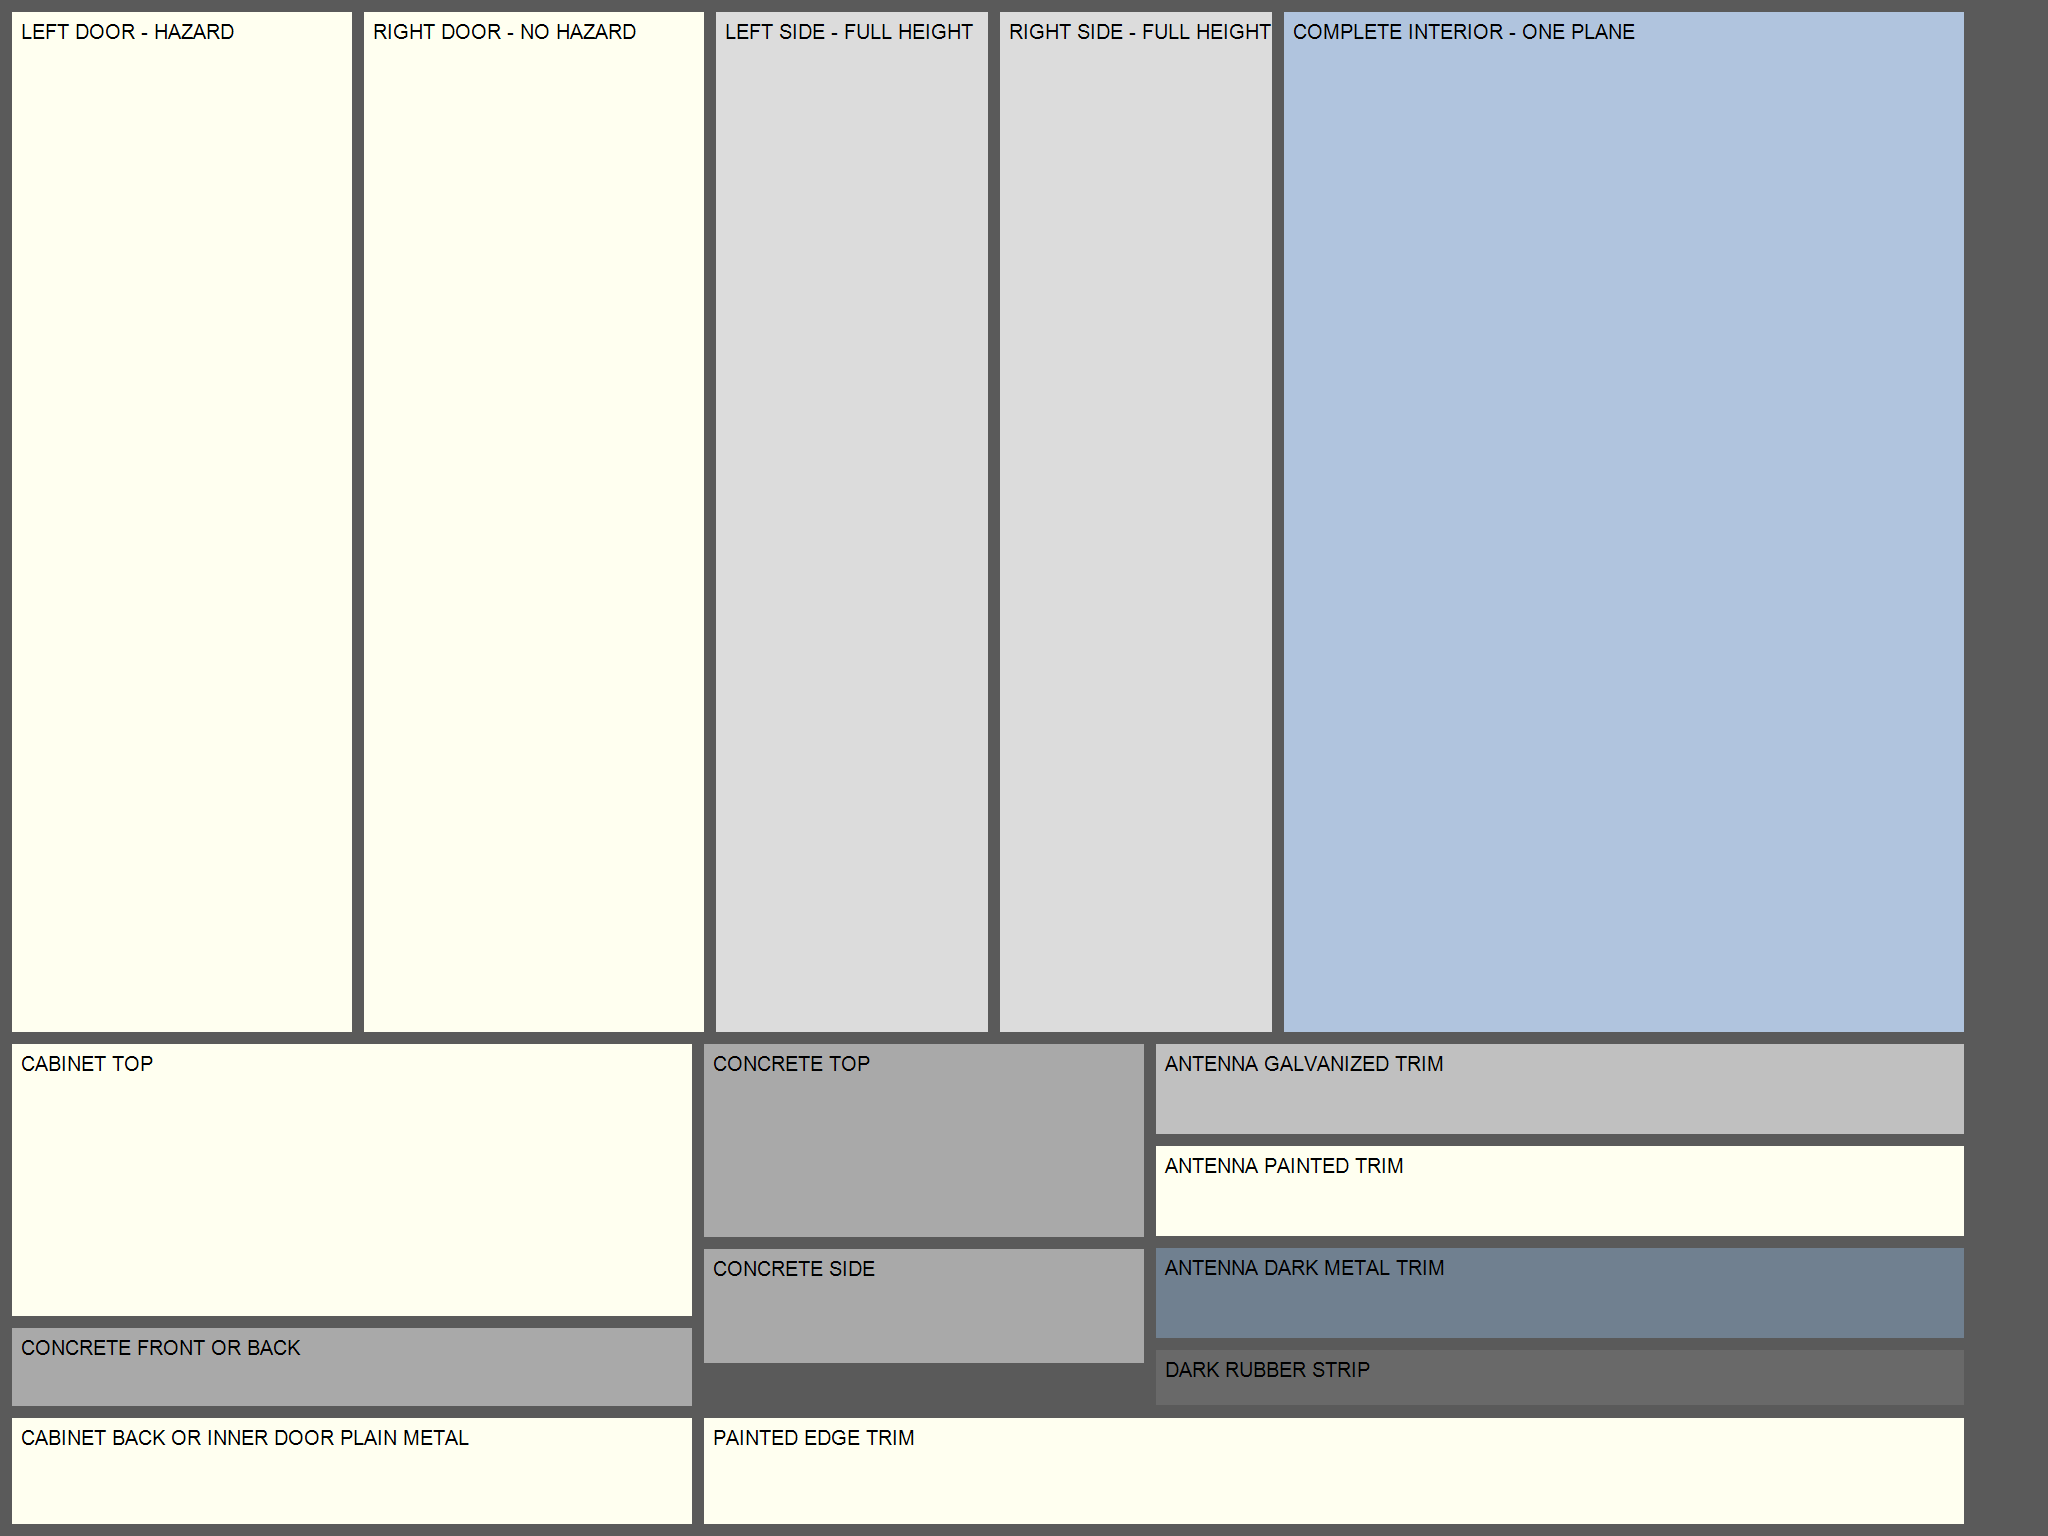 LEFT DOOR - HAZARD
RIGHT DOOR - NO HAZARD
LEFT SIDE - FULL HEIGHT
RIGHT SIDE - FULL HEIGHT
COMPLETE INTERIOR - ONE PLANE
CABINET TOP
CONCRETE TOP
ANTENNA GALVANIZED TRIM
ANTENNA PAINTED TRIM
CONCRETE SIDE
ANTENNA DARK METAL TRIM
CONCRETE FRONT OR BACK
DARK RUBBER STRIP
CABINET BACK OR INNER DOOR PLAIN METAL
PAINTED EDGE TRIM